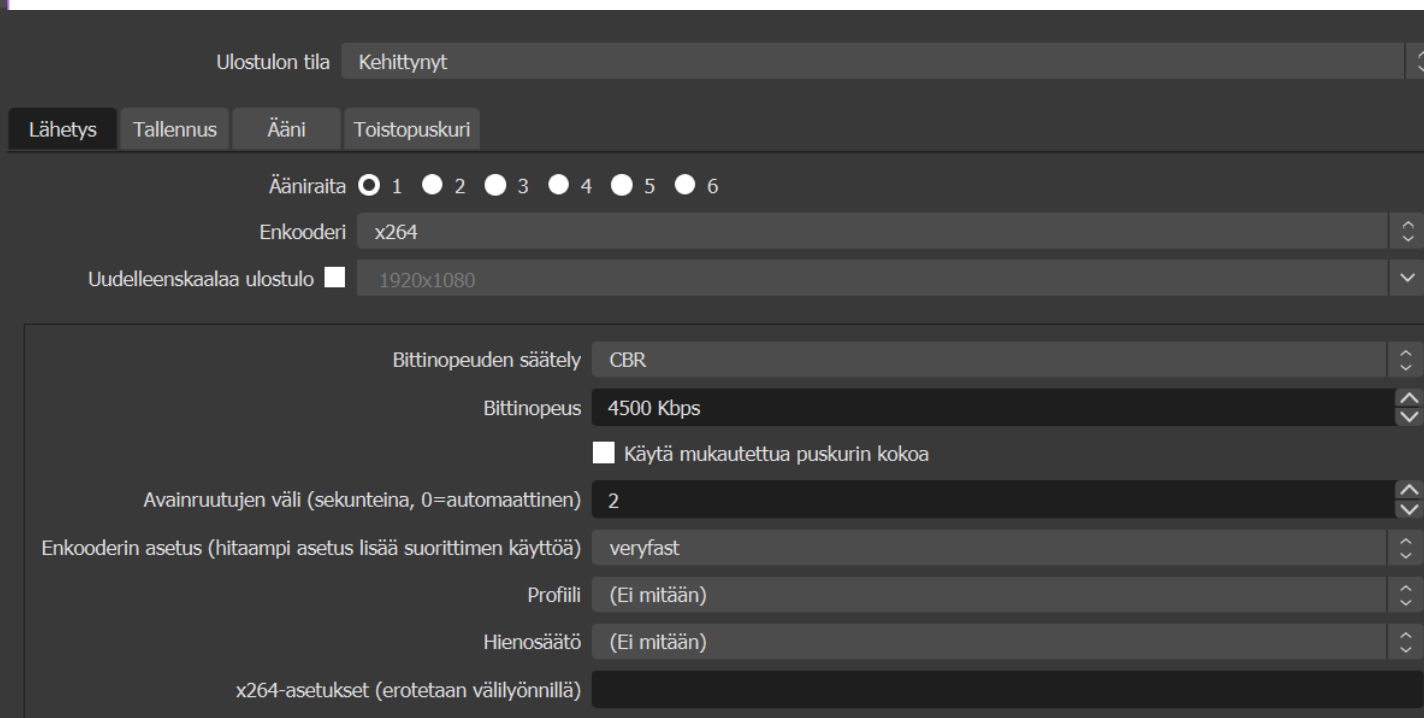 Ulostulon tila Kehittynyt
Lähetys Tallennus Ääni Toistopuskuri
Ääniraita 1 2 3 4 5 6
Enkooderi x264
Uudelleenskaalaa ulostulo 1920x1080
Bittinopeuden säätely CBR
Bittinopeus 4500 Kbps
Käytä mukautettua puskurin kokoa
Avainruutujen väli (sekunteina, 0=automaattinen) 2
Enkooderin asetus (hitaampi asetus lisää suorittimen käyttöä) veryfast
Profiili (Ei mitään)
Hienosäätö (Ei mitään)
x264-asetukset (erotetaan välilyönnillä)